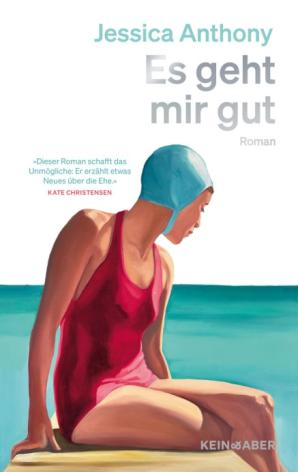 Jessica Anthony
Es geht
mir gut
Roman
»Dieser Roman schafft das
Unmögliche: Er erzählt etwas
Neues über die Ehe.«
KATE CHRISTENSEN
KEIN & ABER